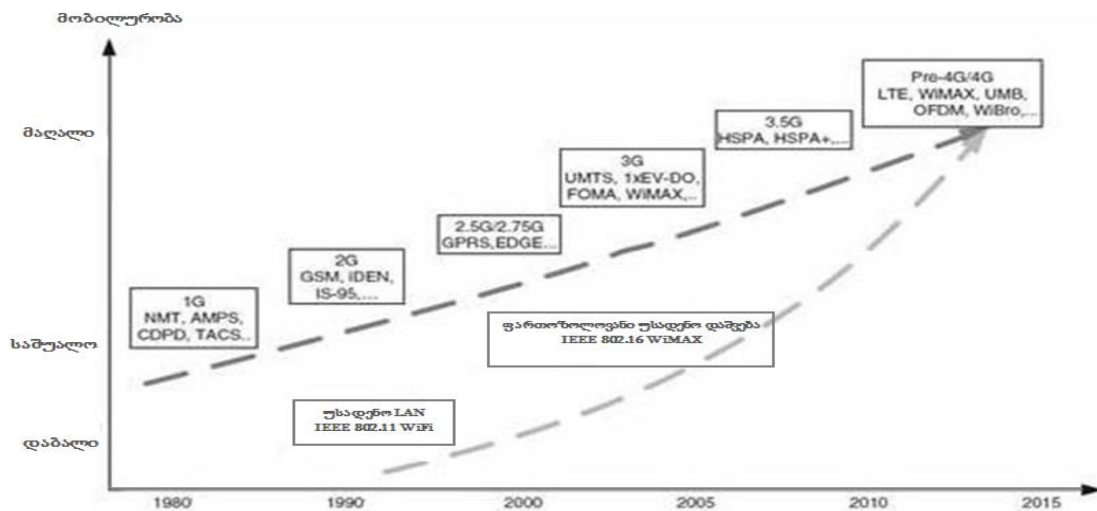 მობილურობა
მაღალი
საშუალო
დაბალი
Pre-4G/4G
LTE, WiMAX, UMB,
OFDM, WiBro,...
3.5G
HSPA, HSPA+,...
3G
UMTS, 1xEV-DO,
FOMA, WiMAX,..
2.5G/2.75G
GPRS,EDGE...
2G
GSM, iDEN,
IS-95,...
1G
NMT, AMPS,
CDPD, TACS..
ფართოზოლოვანი უსადენო დაშვება
IEEE 802.16 WiMAX
უსადენო LAN
IEEE 802.11 WiFi
1980 1990 2000 2005 2010 2015